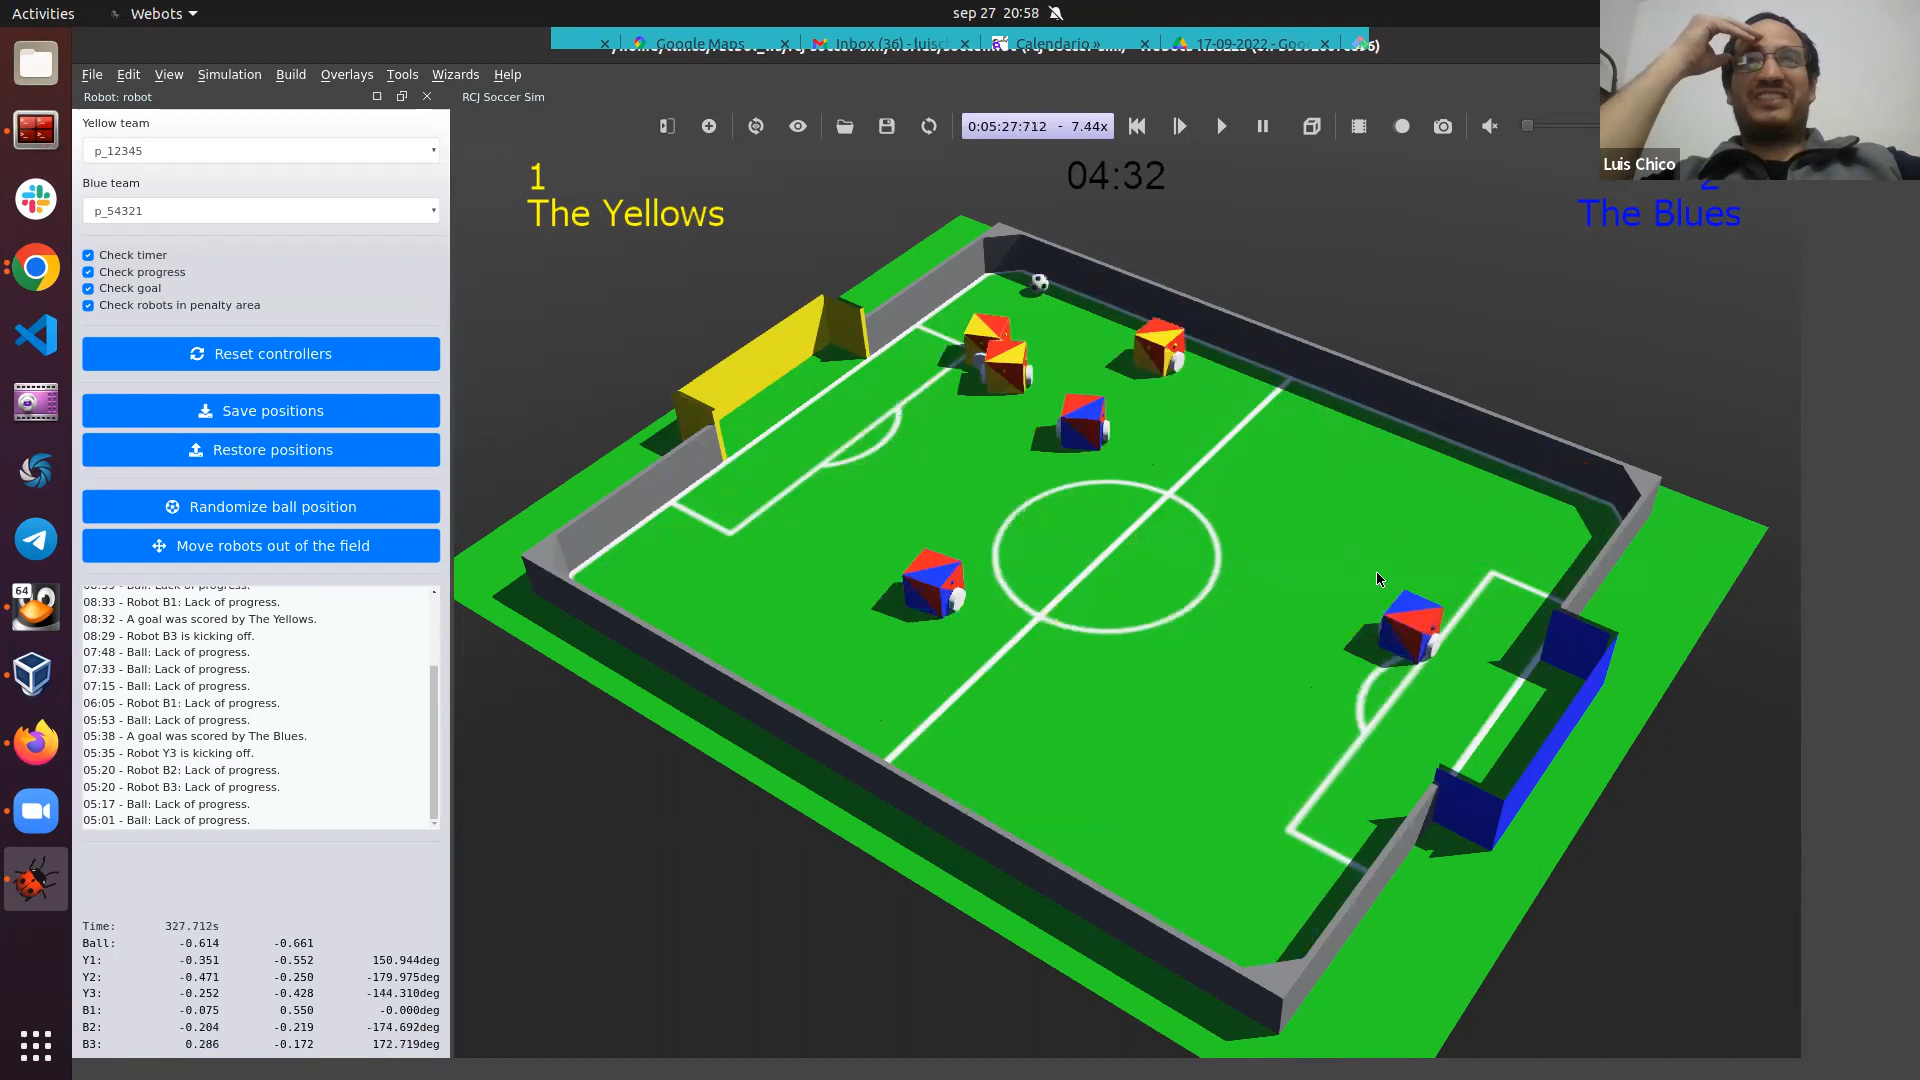 Activities
Webots
sep 27 20:58
Google Maps
Inbox (36) - luisc
Calendario »
17-09-2022 - Goo
File Edit View Simulation Build Overlays Tools Wizards Help
Robot: robot
RCJ Soccer Sim
Yellow team
p_12345
Blue team
p_54321
Check timer
Check progress
Check goal
Check robots in penalty area
Reset controllers
Save positions
Restore positions
Randomize ball position
Move robots out of the field
08:33 - Robot B1: Lack of progress.
08:32 - A goal was scored by The Yellows.
08:29 - Robot B3 is kicking off.
07:48 - Ball: Lack of progress.
07:33 - Ball: Lack of progress.
07:15 - Ball: Lack of progress.
06:05 - Robot B1: Lack of progress.
05:53 - Ball: Lack of progress.
05:38 - A goal was scored by The Blues.
05:35 - Robot Y3 is kicking off.
05:20 - Robot B2: Lack of progress.
05:20 - Robot B3: Lack of progress.
05:17 - Ball: Lack of progress.
05:01 - Ball: Lack of progress.
Time: 327.712s
Ball: -0.614 -0.661
Y1: -0.351 -0.552 150.944deg
Y2: -0.471 -0.250 -179.975deg
Y3: -0.252 -0.428 -144.310deg
B1: -0.075 0.550 -0.000deg
B2: -0.204 -0.219 -174.692deg
B3: 0.286 -0.172 172.719deg
0:05:27:712 - 7.44x
1
The Yellows
04:32
2
The Blues
Luis Chico
64